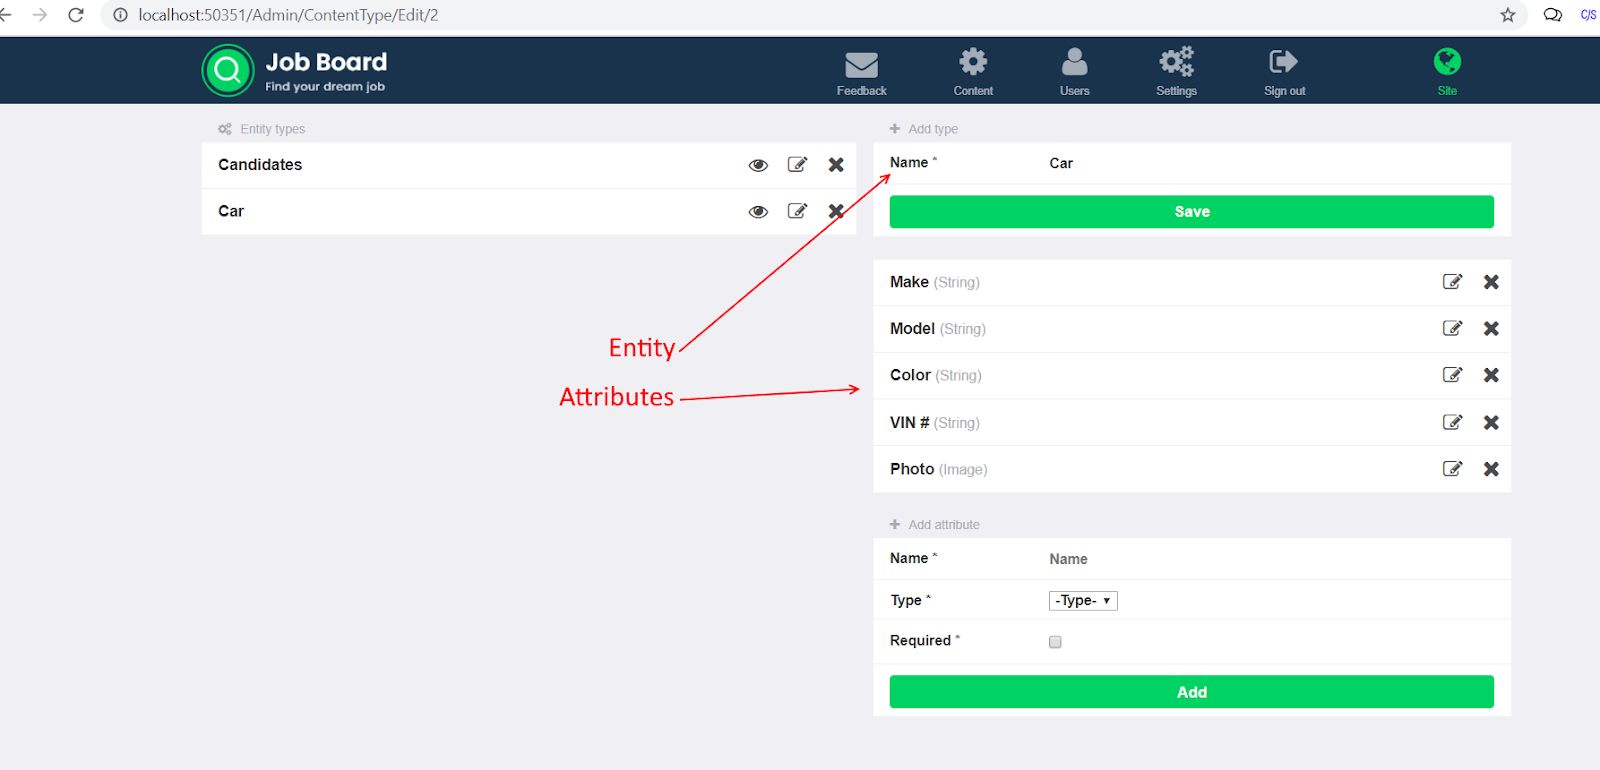 localhost:50351/Admin/ContentType/Edit/2
C/S
Job Board
Find your dream job
Feedback
Content
Users
Settings
Sign out
Site
Entity types
Candidates
Car
Add type
Name *
Car
Save
Make (String)
Model (String)
Color (String)
VIN # (String)
Photo (Image)
Entity
Attributes
Add attribute
Name *
Name
Type *
-Type-
Required *
Add